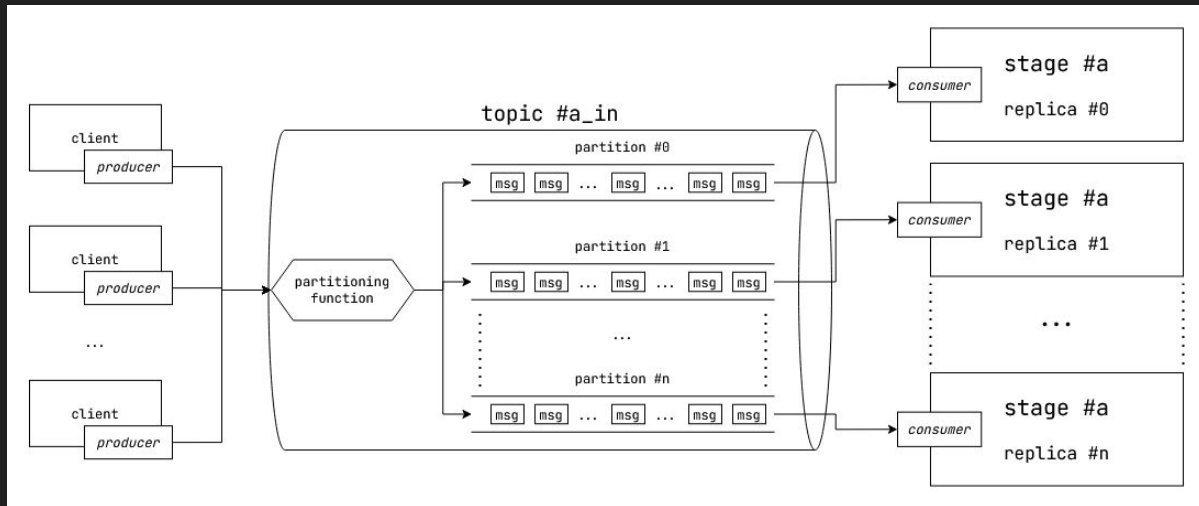 client
producer
client
producer
...
client
producer
topic #a_in
partitioning
function
partition #0
msg msg ... msg ... msg msg
partition #1
msg msg ... msg ... msg msg
...
partition #n
msg msg ... msg ... msg msg
consumer
stage #a
replica #0
consumer
stage #a
replica #1
...
consumer
stage #a
replica #n